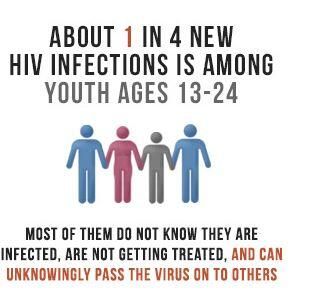 ABOUT 1 IN 4 NEW
HIV INFECTIONS IS AMONG
YOUTH AGES 13-24
MOST OF THEM DO NOT KNOW THEY ARE
INFECTED, ARE NOT GETTING TREATED, AND CAN
UNKNOWINGLY PASS THE VIRUS ON TO OTHERS